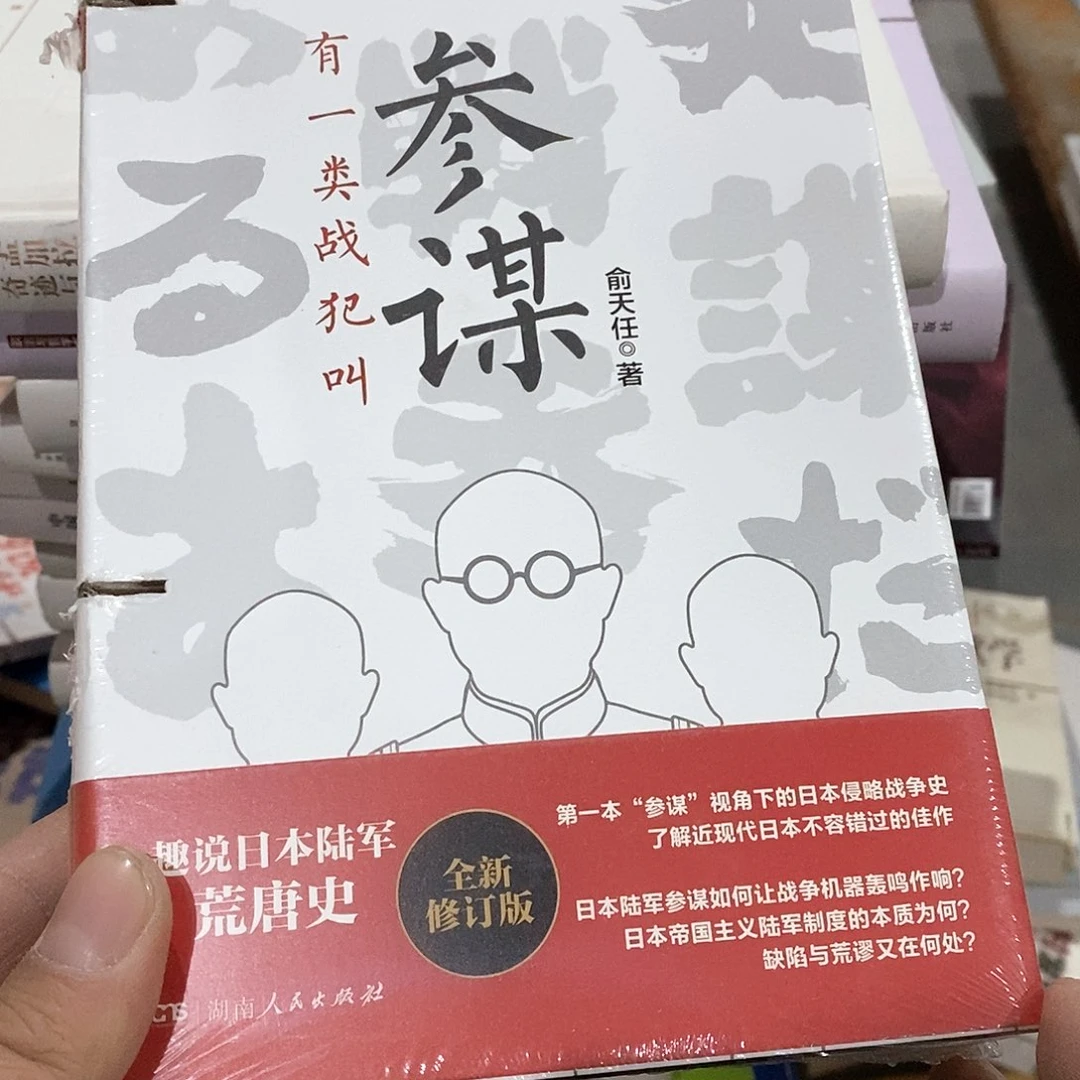 有一类战犯叫
参谋
俞天任◎著
第一本“参谋”视角下的日本侵略战争史
了解近现代日本不容错过的佳作
趣说日本陆军
荒唐史
全新
修订版
日本陆军参谋如何让战争机器轰鸣作响？
日本帝国主义陆军制度的本质为何？
缺陷与荒谬又在何处？
湖南人民出版社